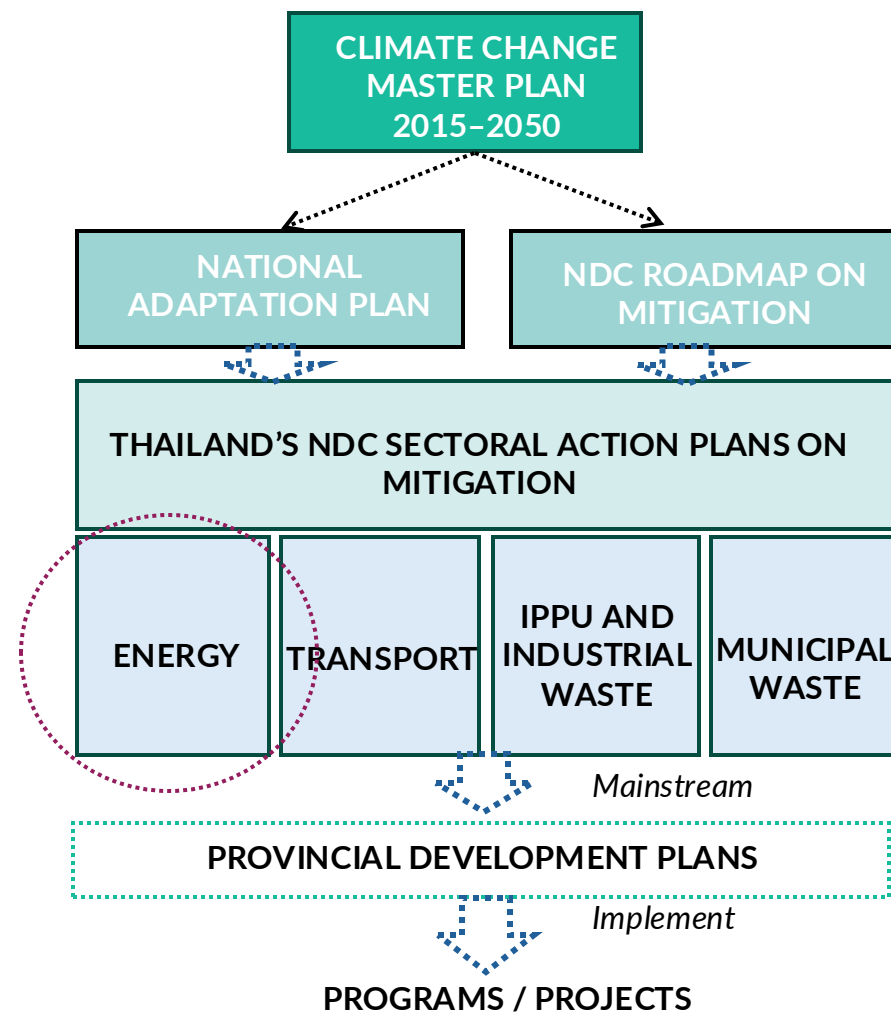 CLIMATE CHANGE
MASTER PLAN
2015–2050
NATIONAL
ADAPTATION PLAN
NDC ROADMAP ON
MITIGATION
THAILAND’S NDC SECTORAL ACTION PLANS ON
MITIGATION
ENERGY
TRANSPORT
IPPU AND
INDUSTRIAL
WASTE
MUNICIPAL
WASTE
Mainstream
PROVINCIAL DEVELOPMENT PLANS
Implement
PROGRAMS / PROJECTS